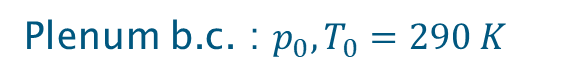 Plenum b.c. : p₀, T₀ = 290 K